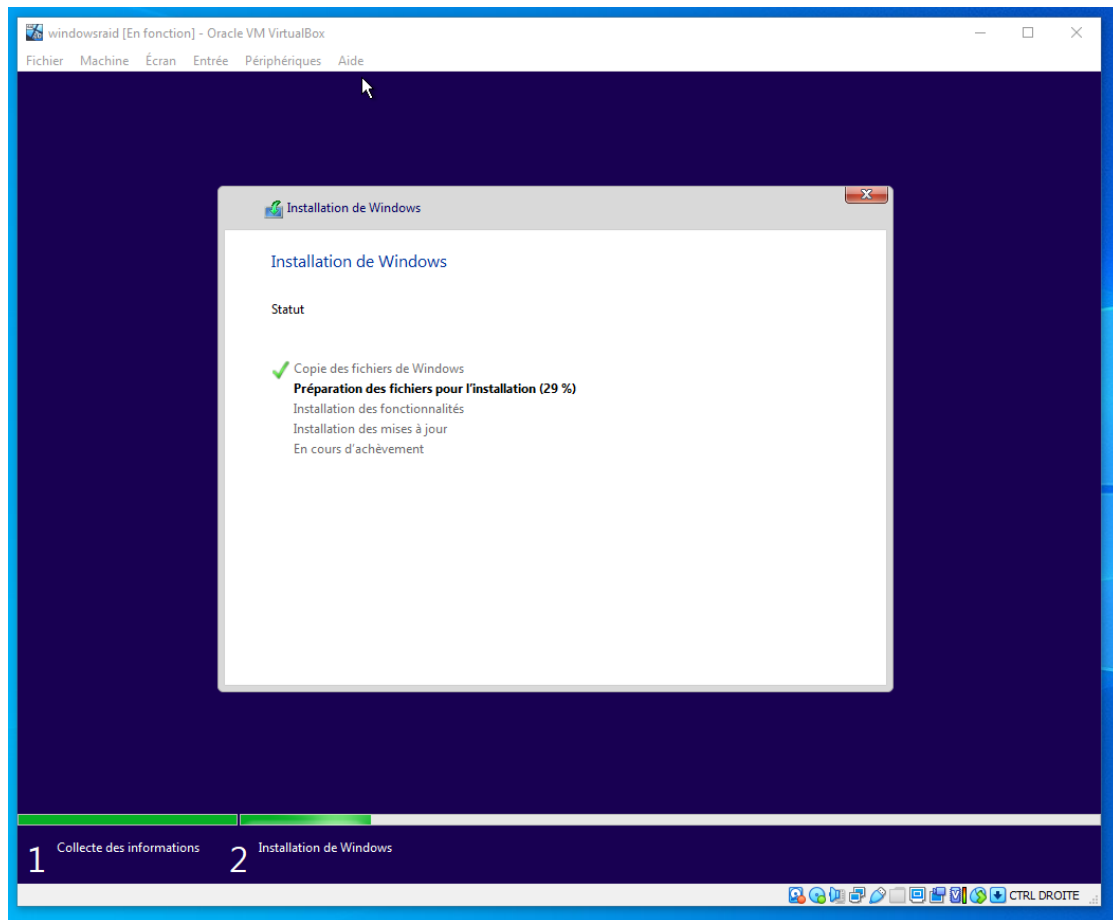 windowsraid [En fonction] - Oracle VM VirtualBox
Fichier Machine Écran Entrée Périphériques Aide
Installation de Windows
Installation de Windows
Statut
Copie des fichiers de Windows
Préparation des fichiers pour l'installation (29 %)
Installation des fonctionnalités
Installation des mises à jour
En cours d'achèvement
1 Collecte des informations 2 Installation de Windows
CTRL DROITE